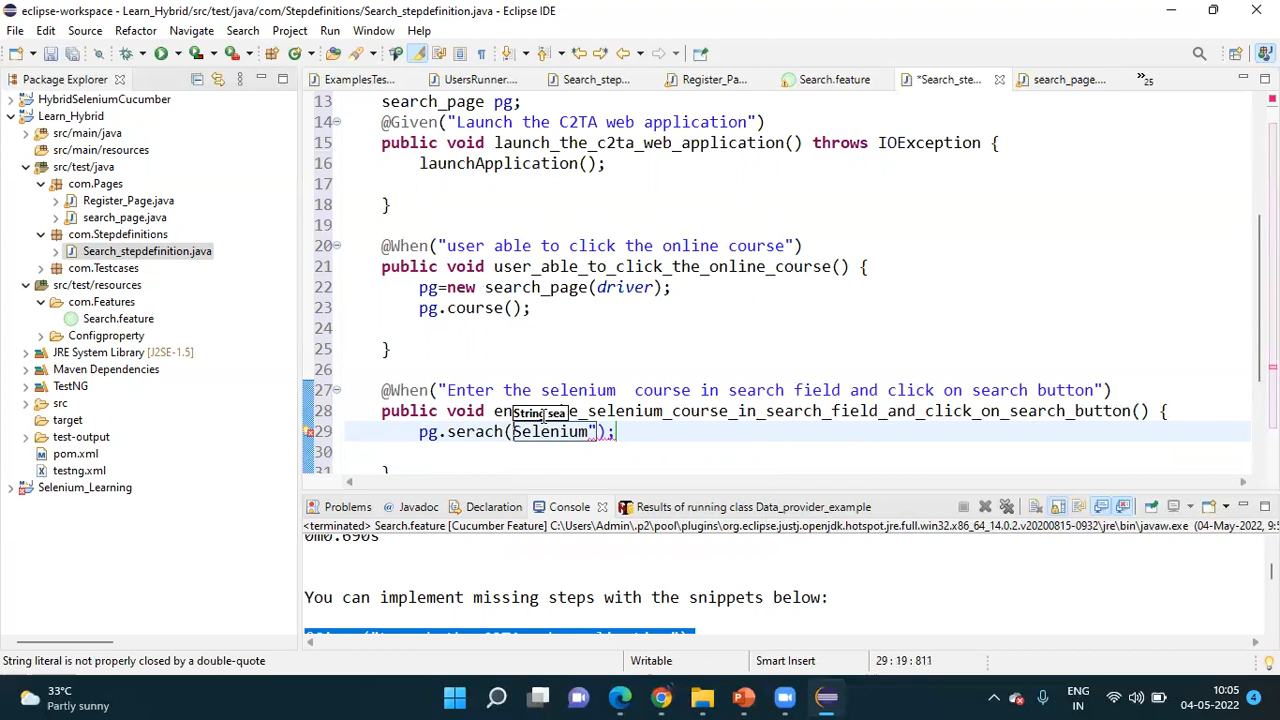 eclipse-workspace - Learn_Hybrid/src/test/java/com/Stepdefinitions/Search_stepdefinition.java - Eclipse IDE
File Edit Source Refactor Navigate Search Project Run Window Help
Package Explorer
ExamplesTes...
UsersRunner....
Search_step...
Register_Pa...
Search.feature
*Search_ste...
search_page....
25
HybridSeleniumCucumber
Learn_Hybrid
src/main/java
src/main/resources
src/test/java
com.Pages
Register_Page.java
search_page.java
com.Stepdefinitions
Search_stepdefinition.java
com.Testcases
src/test/resources
com.Features
Search.feature
Configproperty
JRE System Library [J2SE-1.5]
Maven Dependencies
TestNG
src
target
test-output
pom.xml
testng.xml
Selenium_Learning
13 search_page pg;
14 @Given("Launch the C2TA web application")
15 public void launch_the_c2ta_web_application() throws IOException {
16 launchApplication();
17
18 }
19
20 @When("user able to click the online course")
21 public void user_able_to_click_the_online_course() {
22 pg=new search_page(driver);
23 pg.course();
24
25 }
26
27 @When("Enter the selenium  course in search field and click on search button")
28 public void en
String sea
e_selenium_course_in_search_field_and_click_on_search_button() {
29 pg.serach(Selenium");
30
31 }
Problem
Javadoc
Declaration
Console
Results of running class Data_provider_example
<terminated> Search.feature [Cucumber Feature] C:\Users\Admin\.p2\pool\plugins\org.eclipse.justj.openjdk.hotspot.jre.full.win32.x86_64_14.0.2.v20200815-0932\jre\bin\javaw.exe (04-May-2022, 9:5
0m0.690s
You can implement missing steps with the snippets below:
String literal is not properly closed by a double-quote
Writable
Smart Insert
29 : 19 : 811
33°C
Partly sunny
ENG
IN
10:05
04-05-2022
4